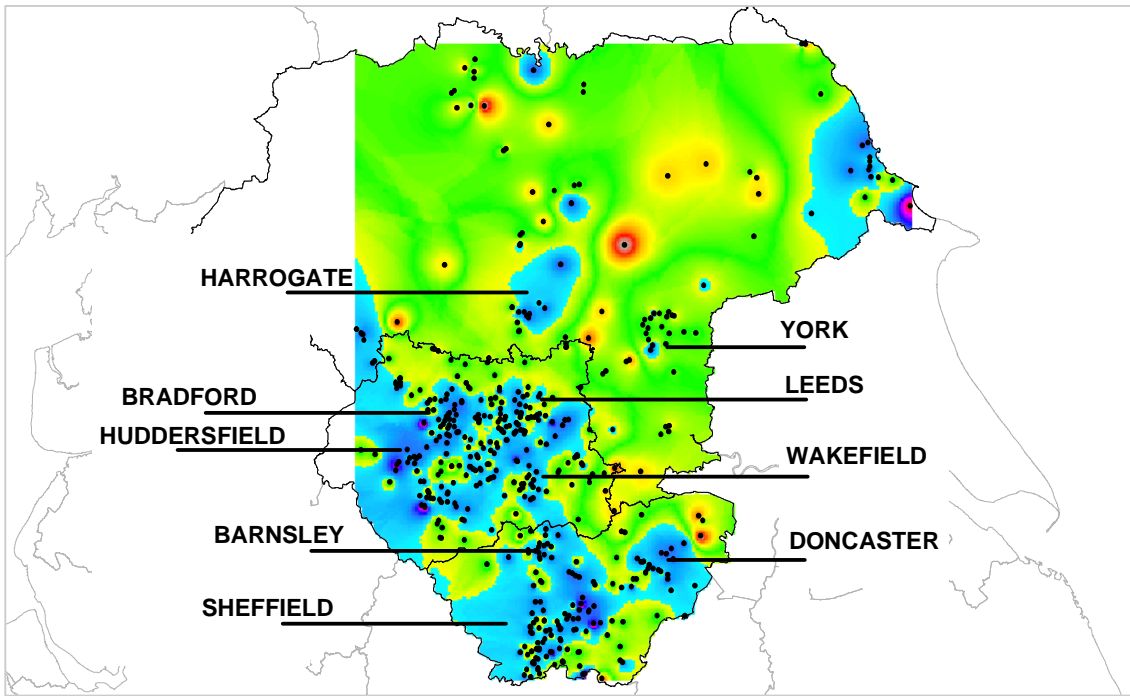 HARROGATE
YORK
LEEDS
BRADFORD
HUDDERSFIELD
WAKEFIELD
BARNSLEY
DONCASTER
SHEFFIELD